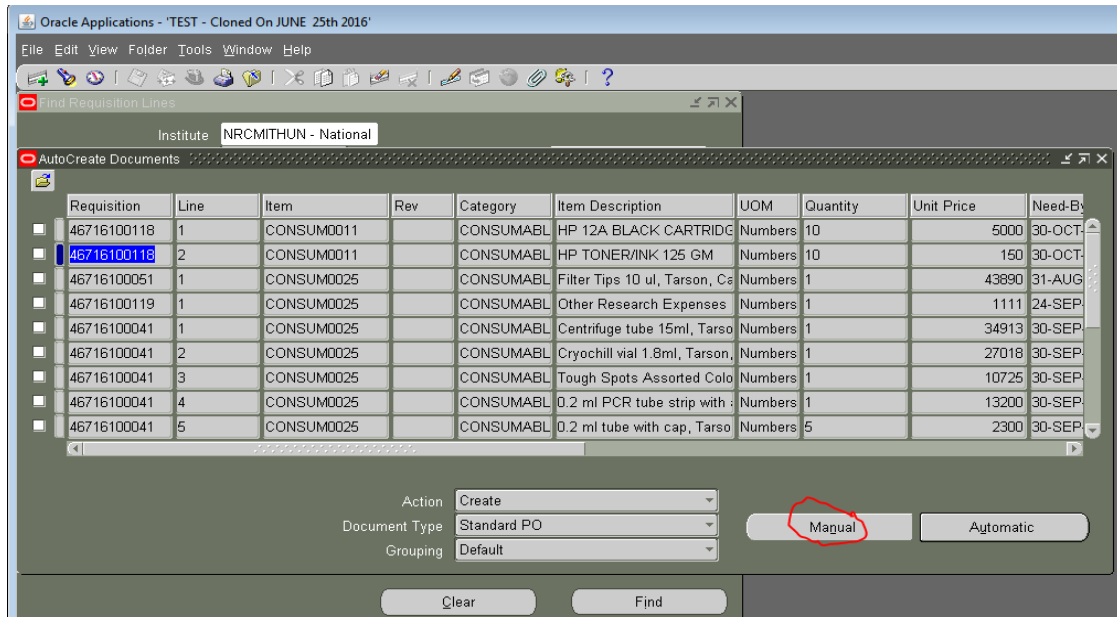 Oracle Applications - 'TEST - Cloned On JUNE 25th 2016'
File Edit View Folder Tools Window Help
Find Requisition Lines
Institute NRCMITHUN - National
AutoCreate Documents
Requisition Line Item Rev Category Item Description UOM Quantity Unit Price Need-By
46716100118 1 CONSUM0011 CONSUMABL HP 12A BLACK CARTRIDG Numbers 10 5000 30-OCT-
46716100118 2 CONSUM0011 CONSUMABL HP TONER/INK 125 GM Numbers 10 150 30-OCT-
46716100051 1 CONSUM0025 CONSUMABL Filter Tips 10 ul, Tarson, Ca Numbers 1 43890 31-AUG
46716100119 1 CONSUM0025 CONSUMABL Other Research Expenses Numbers 1 1111 24-SEP-
46716100041 1 CONSUM0025 CONSUMABL Centrifuge tube 15ml, Tarso Numbers 1 34913 30-SEP-
46716100041 2 CONSUM0025 CONSUMABL Cryochill vial 1.8ml, Tarson, Numbers 1 27018 30-SEP-
46716100041 3 CONSUM0025 CONSUMABL Tough Spots Assorted Colo Numbers 1 10725 30-SEP-
46716100041 4 CONSUM0025 CONSUMABL 0.2 ml PCR tube strip with Numbers 1 13200 30-SEP-
46716100041 5 CONSUM0025 CONSUMABL 0.2 ml tube with cap, Tarso Numbers 5 2300 30-SEP-
Action Create
Document Type Standard PO
Manual Automatic
Grouping Default
Clear Find